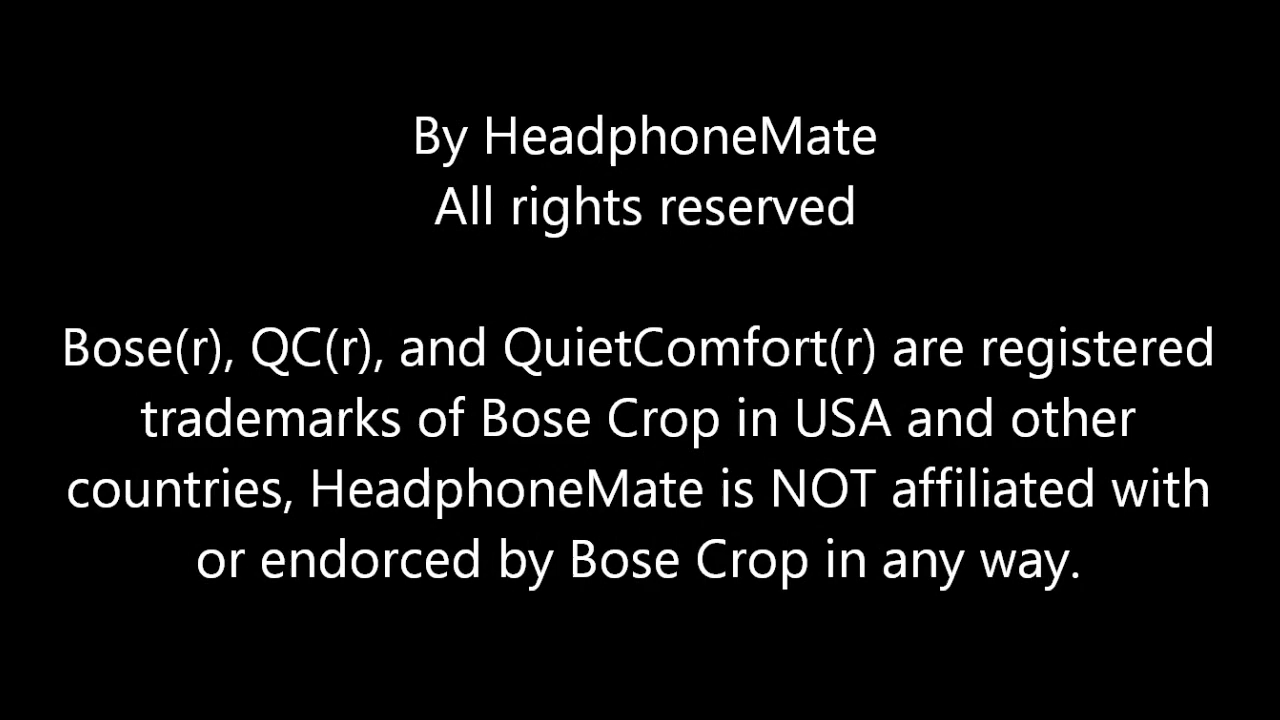 By HeadphoneMate
All rights reserved
Bose(r), QC(r), and QuietComfort(r) are registered
trademarks of Bose Crop in USA and other
countries, HeadphoneMate is NOT affiliated with
or endorced by Bose Crop in any way.